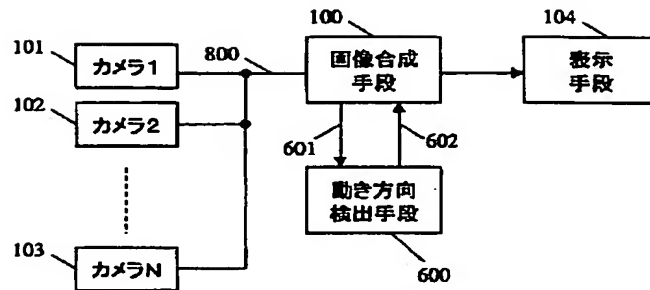 100
104
101
800
カメラ1
画像合成
手段
表示
手段
102
カメラ2
601
602
動き方向
検出手段
103
カメラN
600